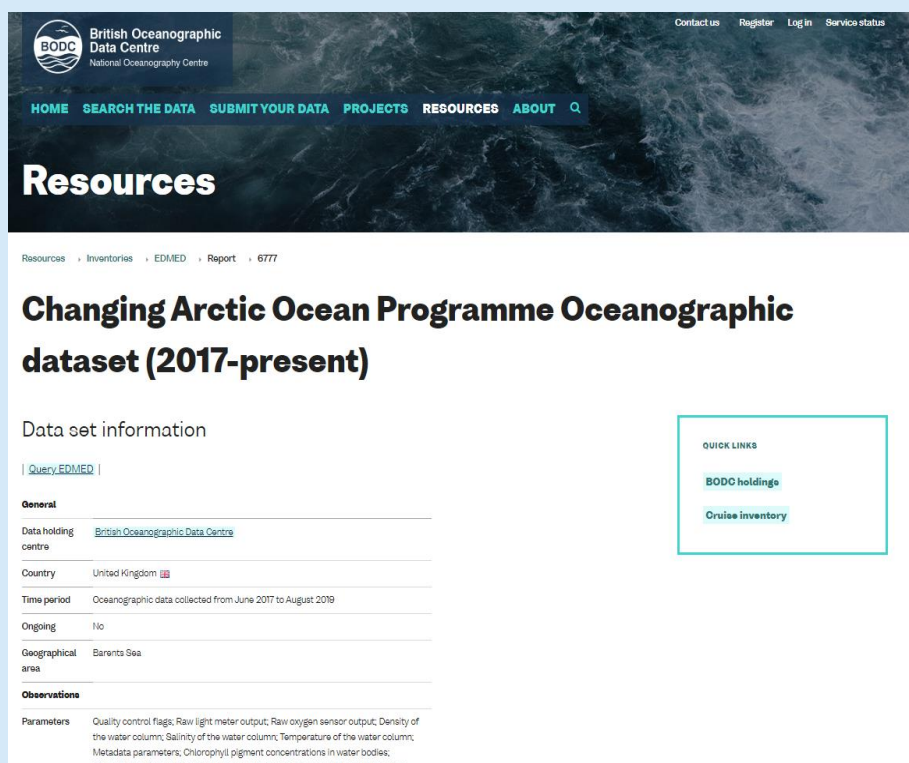 Contact us Register Log in Service status
BODC
British Oceanographic
Data Centre
National Oceanography Centre
HOME SEARCH THE DATA SUBMIT YOUR DATA PROJECTS RESOURCES ABOUT
Resources
Resources › Inventories › EDMED › Report › 6777
Changing Arctic Ocean Programme Oceanographic
dataset (2017-present)
Data set information
| Query EDMED |
General
Data holding centre British Oceanographic Data Centre
Country United Kingdom
Time period Oceanographic data collected from June 2017 to August 2019
Ongoing No
Geographical area Barents Sea
Observations
Parameters Quality control flags; Raw light meter output; Raw oxygen sensor output; Density of
the water column; Salinity of the water column; Temperature of the water column;
Metadata parameters; Chlorophyll pigment concentrations in water bodies;
QUICK LINKS
BODC holdings
Cruise inventory